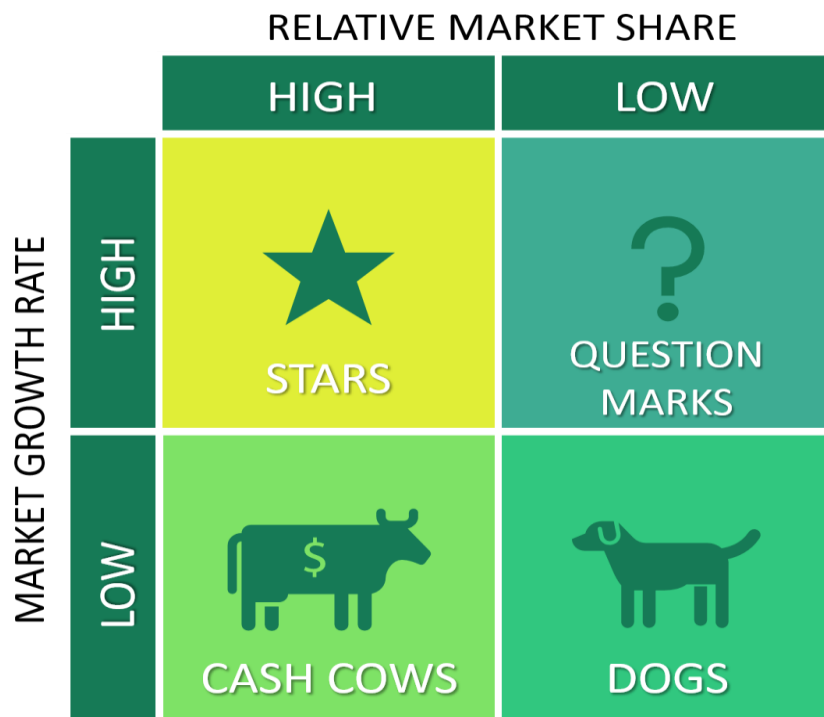 RELATIVE MARKET SHARE
HIGH
LOW
MARKET GROWTH RATE
HIGH
STARS
?
QUESTION
MARKS
LOW
$
CASH COWS
DOGS